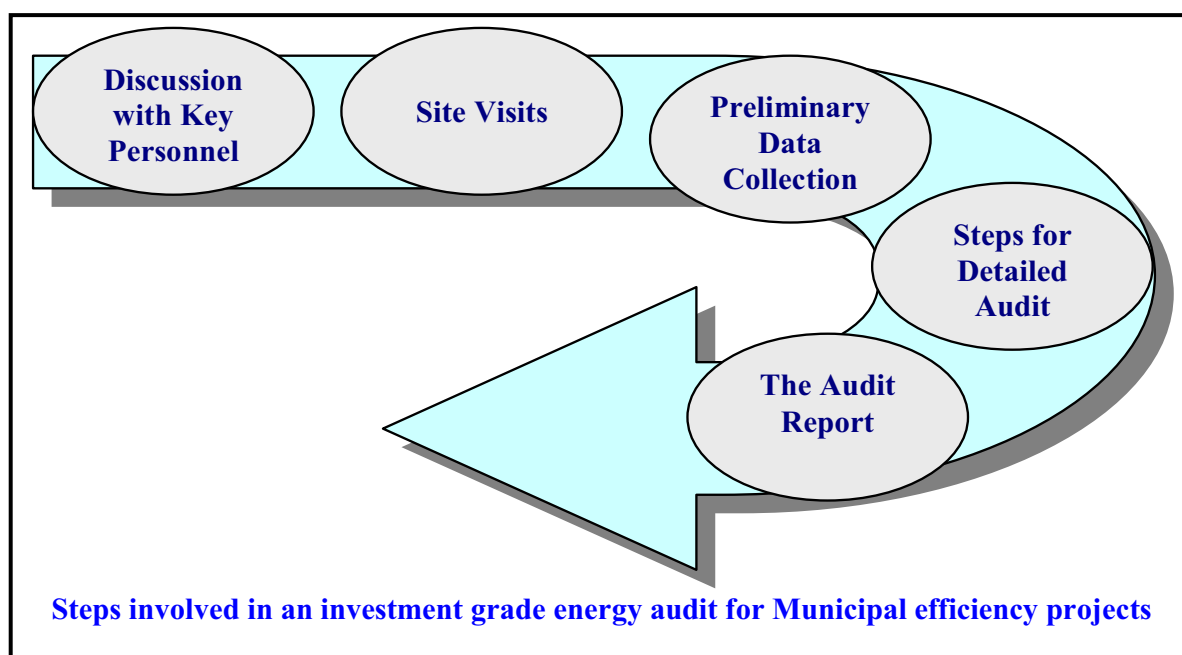 Discussion
with Key
Personnel
Site Visits
Preliminary
Data
Collection
Steps for
Detailed
Audit
The Audit
Report
Steps involved in an investment grade energy audit for Municipal efficiency projects